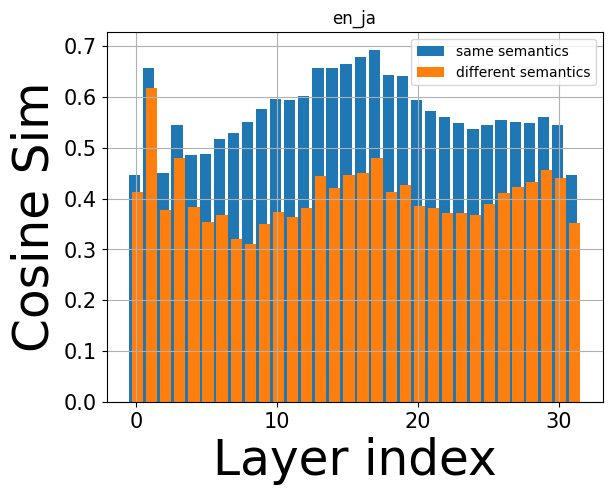 en_ja
same semantics
different semantics
Cosine Sim
0.7
0.6
0.5
0.4
0.3
0.2
0.1
0.0
0 10 20 30
Layer index